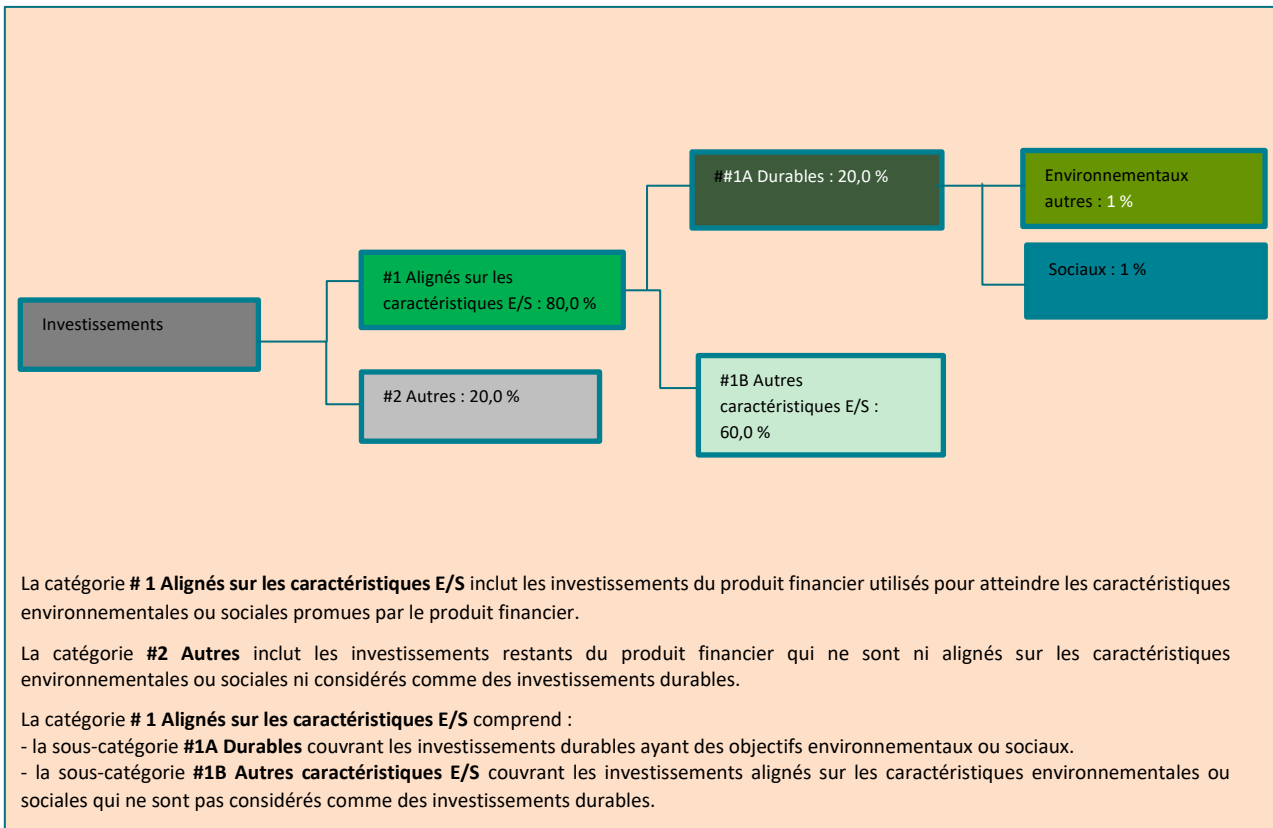 ##1A Durables : 20,0 %
Environnementaux
autres : 1 %
Sociaux : 1 %
#1 Alignés sur les
caractéristiques E/S : 80,0 %
Investissements
#2 Autres : 20,0 %
#1B Autres
caractéristiques E/S :
60,0 %
La catégorie # 1 Alignés sur les caractéristiques E/S inclut les investissements du produit financier utilisés pour atteindre les caractéristiques
environnementales ou sociales promues par le produit financier.
La catégorie #2 Autres inclut les investissements restants du produit financier qui ne sont ni alignés sur les caractéristiques
environnementales ou sociales ni considérés comme des investissements durables.
La catégorie # 1 Alignés sur les caractéristiques E/S comprend :
- la sous-catégorie #1A Durables couvrant les investissements durables ayant des objectifs environnementaux ou sociaux.
- la sous-catégorie #1B Autres caractéristiques E/S couvrant les investissements alignés sur les caractéristiques environnementales ou
sociales qui ne sont pas considérés comme des investissements durables.